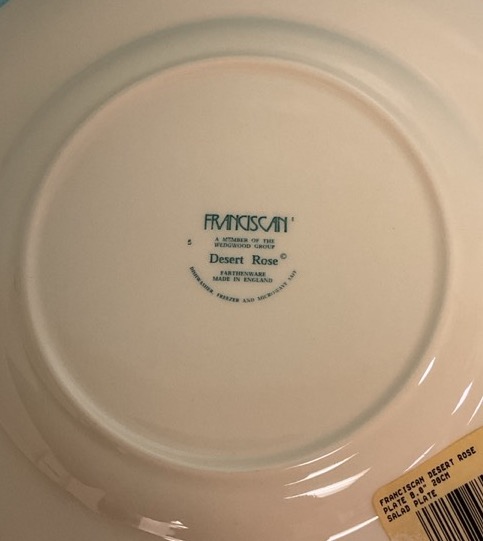 FRANCISCAN
A MEMBER OF THE
WEDGWOOD GROUP
5
Desert Rose©
EARTHENWARE
MADE IN ENGLAND
DISHWASHER, FREEZER AND MICROWAVE SAFE
FRANCISCAN DESERT ROSE
PLATE 8.0" 20CM
SALAD PLATE